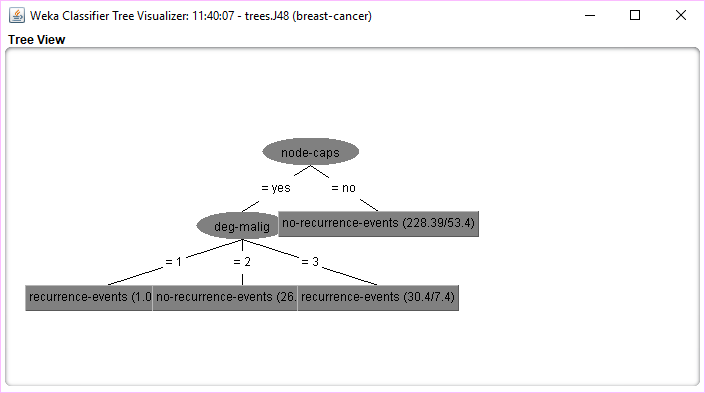 Weka Classifier Tree Visualizer: 11:40:07 - trees.J48 (breast-cancer)
Tree View
node-caps
= yes = no
deg-malig no-recurrence-events (228.39/53.4)
= 1 = 2 = 3
recurrence-events (1.0 no-recurrence-events (26. recurrence-events (30.4/7.4)